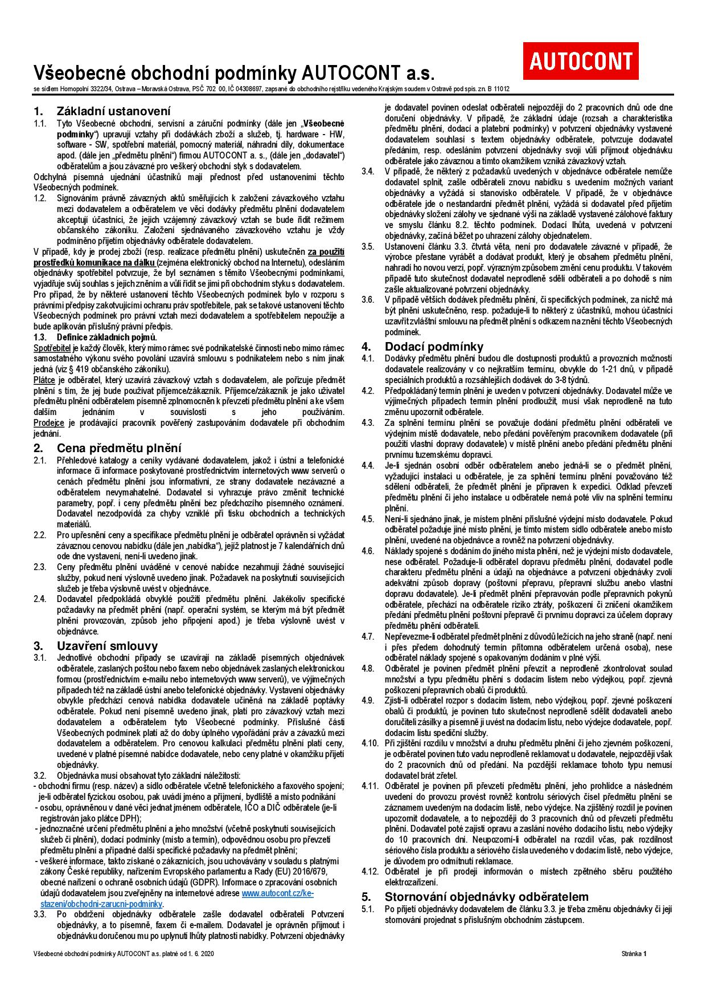 AUTOCONT
Všeobecné obchodní podmínky AUTOCONT a.s.
se sídlem Hornopolní 3322/34, Ostrava – Moravská Ostrava, PSČ 702 00, IČ 04308697, zapsané do obchodního rejstříku vedeného Krajským soudem v Ostravě pod spis. zn. B 11012
1. Základní ustanovení
1.1. Tyto Všeobecné obchodní, servisní a záruční podmínky (dále jen „Všeobecné
podmínky“) upravují vztahy při dodávkách zboží a služeb, tj. hardware - HW,
software - SW, spotřební materiál, pomocný materiál, náhradní díly, dokumentace
apod. (dále jen „předmětu plnění“) firmou AUTOCONT a. s., (dále jen „dodavatel“)
odběratelům a jsou závazné pro veškerý obchodní styk s dodavatelem.
Odchylná písemná ujednání účastníků mají přednost před ustanoveními těchto
Všeobecných podmínek.
1.2. Signováním právně závazných aktů směřujících k založení závazkového vztahu
mezi dodavatelem a odběratelem ve věci dodávky předmětu plnění dodavatelem
akceptují účastníci, že jejich vzájemný závazkový vztah se bude řídit režimem
občanského zákoníku. Založení sjednávaného závazkového vztahu je vždy
podmíněno přijetím objednávky odběratele dodavatelem.
V případě, kdy je prodej zboží (resp. realizace předmětu plnění) uskutečněn za použití
prostředků komunikace na dálku (zejména elektronický obchod na Internetu), odesláním
objednávky spotřebitel potvrzuje, že byl seznámen s těmito Všeobecnými podmínkami,
vyjadřuje svůj souhlas s jejich zněním a vůli řídit se jimi při obchodním styku s dodavatelem.
Pro případ, že by některé ustanovení těchto Všeobecných podmínek bylo v rozporu s
právními předpisy zakotvujícími ochranu práv spotřebitele, pak se takové ustanovení těchto
Všeobecných podmínek pro právní vztah mezi dodavatelem a spotřebitelem nepoužije a
bude aplikován příslušný právní předpis.
1.3. Definice základních pojmů.
Spotřebitel je každý člověk, který mimo rámec své podnikatelské činnosti nebo mimo rámec
samostatného výkonu svého povolání uzavírá smlouvu s podnikatelem nebo s ním jinak
jedná (viz § 419 občanského zákoníku).
Plátce je odběratel, který uzavírá závazkový vztah s dodavatelem, ale pořizuje předmět
plnění s tím, že jej bude používat příjemce/zákazník. Příjemce/zákazník je jako uživatel
předmětu plnění odběratelem písemně zplnomocněn k převzetí předmětu plnění a ke všem
dalším jednáním v souvislosti s jeho používáním.
Prodejce je prodávající pracovník pověřený zastupováním dodavatele při obchodním
jednání.
2. Cena předmětu plnění
2.1. Přehledové katalogy a ceníky vydávané dodavatelem, jakož i ústní a telefonické
informace či informace poskytované prostřednictvím internetových www serverů o
cenách předmětu plnění jsou informativní, ze strany dodavatele nezávazné a
odběratelem nevymahatelné. Dodavatel si vyhrazuje právo změnit technické
parametry, popř. i ceny předmětu plnění bez předchozího písemného oznámení.
Dodavatel nezodpovídá za chyby vzniklé při tisku obchodních a technických
materiálů.
2.2. Pro upřesnění ceny a specifikace předmětu plnění je odběratel oprávněn si vyžádat
závaznou cenovou nabídku (dále jen „nabídka“), jejíž platnost je 7 kalendářních dnů
ode dne vystavení, není-li uvedeno jinak.
2.3. Ceny předmětu plnění uváděné v cenové nabídce nezahrnují žádné související
služby, pokud není výslovně uvedeno jinak. Požadavek na poskytnutí souvisejících
služeb je třeba výslovně uvést v objednávce.
2.4. Dodavatel předpokládá obvyklé použití předmětu plnění. Jakékoliv specifické
požadavky na předmět plnění (např. operační systém, se kterým má být předmět
plnění provozován, způsob jeho připojení apod.) je třeba výslovně uvést v
objednávce.
3. Uzavření smlouvy
3.1. Jednotlivé obchodní případy se uzavírají na základě písemných objednávek
odběratele, zaslaných poštou nebo faxem nebo objednávek zaslaných elektronickou
formou (prostřednictvím e-mailu nebo internetových www serverů), ve výjimečných
případech též na základě ústní anebo telefonické objednávky. Vystavení objednávky
obvykle předchází cenová nabídka dodavatele učiněná na základě poptávky
odběratele. Pokud není písemně uvedeno jinak, platí pro závazkový vztah mezi
dodavatelem a odběratelem tyto Všeobecné podmínky. Příslušné části
Všeobecných podmínek platí až do doby úplného vypořádání práv a závazků mezi
dodavatelem a odběratelem. Pro cenovou kalkulaci předmětu plnění platí ceny,
uvedené v platné písemné nabídce dodavatele, nebo ceny platné v okamžiku přijetí
objednávky.
3.2. Objednávka musí obsahovat tyto základní náležitosti:
- obchodní firmu (resp. název) a sídlo odběratele včetně telefonického a faxového spojení;
je-li odběratel fyzickou osobou, pak uvádí jméno a příjmení, bydliště a místo podnikání
- osobu, oprávněnou v dané věci jednat jménem odběratele, IČO a DIČ odběratele (je-li
registrován jako plátce DPH);
- jednoznačné určení předmětu plnění a jeho množství (včetně poskytnutí souvisejících
služeb či plnění), dodací podmínky (místo a termín), odpovědnou osobu pro převzetí
předmětu plnění a případné další specifické požadavky na předmět plnění;
- veškeré informace, takto získané o zákaznících, jsou uchovávány v souladu s platnými
zákony České republiky, nařízením Evropského parlamentu a Rady (EU) 2016/679,
obecné nařízení o ochraně osobních údajů (GDPR). Informace o zpracování osobních
údajů dodavatelem jsou zveřejněny na internetové adrese www.autocont.cz/ke-
stazeni/obchodni-zarucni-podminky.
3.3. Po obdržení objednávky odběratele zašle dodavatel odběrateli Potvrzení
objednávky, a to písemně, faxem či e-mailem. Dodavatel je oprávněn přijmout i
objednávku doručenou mu po uplynutí lhůty platnosti nabídky. Potvrzení objednávky
je dodavatel povinen odeslat odběrateli nejpozději do 2 pracovních dnů ode dne
doručení objednávky. V případě, že základní údaje (rozsah a charakteristika
předmětu plnění, dodací a platební podmínky) v potvrzení objednávky vystavené
dodavatelem souhlasí s textem objednávky odběratele, potvrzuje dodavatel
předáním, resp. odesláním potvrzení objednávky svoji vůli přijmout objednávku
odběratele jako závaznou a tímto okamžikem vzniká závazkový vztah.
3.4. V případě, že některý z požadavků uvedených v objednávce odběratele nemůže
dodavatel splnit, zašle odběrateli znovu nabídku s uvedením možných variant
objednávky a vyžádá si stanovisko odběratele. V případě, že v objednávce
odběratele jde o nestandardní předmět plnění, vyžádá si dodavatel před přijetím
objednávky složení zálohy ve sjednané výši na základě vystavené zálohové faktury
ve smyslu článku 8.2. těchto podmínek. Dodací lhůta, uvedená v potvrzení
objednávky, začíná běžet po uhrazení zálohy objednatelem.
3.5. Ustanovení článku 3.3. čtvrtá věta, není pro dodavatele závazné v případě, že
výrobce přestane vyrábět a dodávat produkt, který je obsahem předmětu plnění,
nahradí ho novou verzí, popř. výrazným způsobem změní cenu produktu. V takovém
případě tuto skutečnost dodavatel neprodleně sdělí odběrateli a po dohodě s ním
zašle aktualizované potvrzení objednávky.
3.6. V případě větších dodávek předmětu plnění, či specifických podmínek, za nichž má
být plnění uskutečněno, resp. požaduje-li to některý z účastníků, mohou účastníci
uzavřít zvláštní smlouvu na předmět plnění s odkazem na znění těchto Všeobecných
podmínek.
4. Dodací podmínky
4.1. Dodávky předmětu plnění budou dle dostupnosti produktů a provozních možností
dodavatele realizovány v co nejkratším termínu, obvykle do 1-21 dnů, v případě
speciálních produktů a rozsáhlejších dodávek do 3-8 týdnů.
4.2. Předpokládaný termín plnění je uveden v potvrzení objednávky. Dodavatel může ve
výjimečných případech termín plnění prodloužit, musí však neprodleně na tuto
změnu upozornit odběratele.
4.3. Za splnění termínu plnění se považuje dodání předmětu plnění odběrateli ve
výdejním místě dodavatele, nebo předání pověřeným pracovníkem dodavatele (při
použití vlastní dopravy dodavatele) v místě plnění anebo předání předmětu plnění
prvnímu tuzemskému dopravci.
4.4. Je-li sjednán osobní odběr odběratelem anebo jedná-li se o předmět plnění,
vyžadující instalaci u odběratele, je za splnění termínu plnění považováno též
sdělení odběrateli, že předmět plnění je připraven k expedici. Odklad převzetí
předmětu plnění či jeho instalace u odběratele nemá poté vliv na splnění termínu
plnění.
4.5. Není-li sjednáno jinak, je místem plnění příslušné výdejní místo dodavatele. Pokud
odběratel požaduje jiné místo plnění, je tímto místem sídlo odběratele anebo místo
plnění, uvedené na objednávce a rovněž na potvrzení objednávky.
4.6. Náklady spojené s dodáním do jiného místa plnění, než je výdejní místo dodavatele,
nese odběratel. Požaduje-li odběratel dopravu předmětu plnění, dodavatel podle
charakteru předmětu plnění a údajů na objednávce a potvrzení objednávky zvolí
adekvátní způsob dopravy (poštovní přepravu, přepravní službu anebo vlastní
dopravu dodavatele). Je-li předmět plnění přepravován podle přepravních pokynů
odběratele, přechází na odběratele riziko ztráty, poškození či zničení okamžikem
předání předmětu plnění poštovní přepravě či prvnímu dopravci za účelem dopravy
předmětu plnění odběrateli.
4.7. Nepřevezme-li odběratel předmět plnění z důvodů ležících na jeho straně (např. není
i přes předem dohodnutý termín přítomna odběratelem určená osoba), nese
odběratel náklady spojené s opakovaným dodáním v plné výši.
4.8. Odběratel je povinen předmět plnění převzít a neprodleně zkontrolovat soulad
množství a typu předmětu plnění s dodacím listem nebo výdejkou, popř. zjevná
poškození přepravních obalů či produktů.
4.9. Zjistí-li odběratel rozpor s dodacím listem, nebo výdejkou, popř. zjevné poškození
obalů či produktů, je povinen tuto skutečnost neprodleně sdělit dodavateli anebo
doručiteli zásilky a písemně ji uvést na dodacím listu, nebo výdejce dodavatele, popř.
dodacím listu spediční služby.
4.10. Při zjištění rozdílu v množství a druhu předmětu plnění či jeho zjevném poškození,
je odběratel povinen tuto vadu neprodleně reklamovat u dodavatele, nejpozději však
do 2 pracovních dnů od předání. Na pozdější reklamace tohoto typu nemusí
dodavatel brát zřetel.
4.11. Odběratel je povinen při převzetí předmětu plnění, jeho prohlídce a následném
uvedení do provozu provést rovněž kontrolu sériových čísel předmětu plnění se
záznamem uvedeným na dodacím listě, nebo výdejce. Na zjištěný rozdíl je povinen
upozornit dodavatele, a to nejpozději do 3 pracovních dnů od převzetí předmětu
plnění. Dodavatel poté zajistí opravu a zaslání nového dodacího listu, nebo výdejky
do 10 pracovních dní. Neupozorní-li odběratel na rozdíl včas, pak rozdílnost
sériového čísla produktu a sériového čísla uvedeného v dodacím listě, nebo výdejce,
je důvodem pro odmítnutí reklamace.
4.12. Odběratel je při prodeji informován o místech zpětného sběru použitého
elektrozařízení.
5. Stornování objednávky odběratelem
5.1. Po přijetí objednávky dodavatelem dle článku 3.3. je třeba změnu objednávky či její
stornování projednat s příslušným obchodním zástupcem.
Všeobecné obchodní podmínky AUTOCONT a.s. platné od 1. 6. 2020
Stránka 1